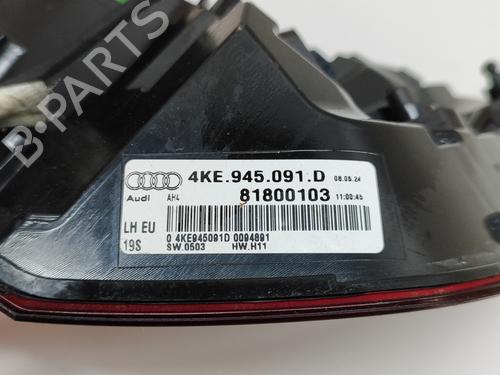 B-PARTS
4KE.945.091.D 08.05.24
Audi AH4 81800103 11:00:45
LH EU
19S 0 4KE945091D 0094891
SW.0503 HW.H11